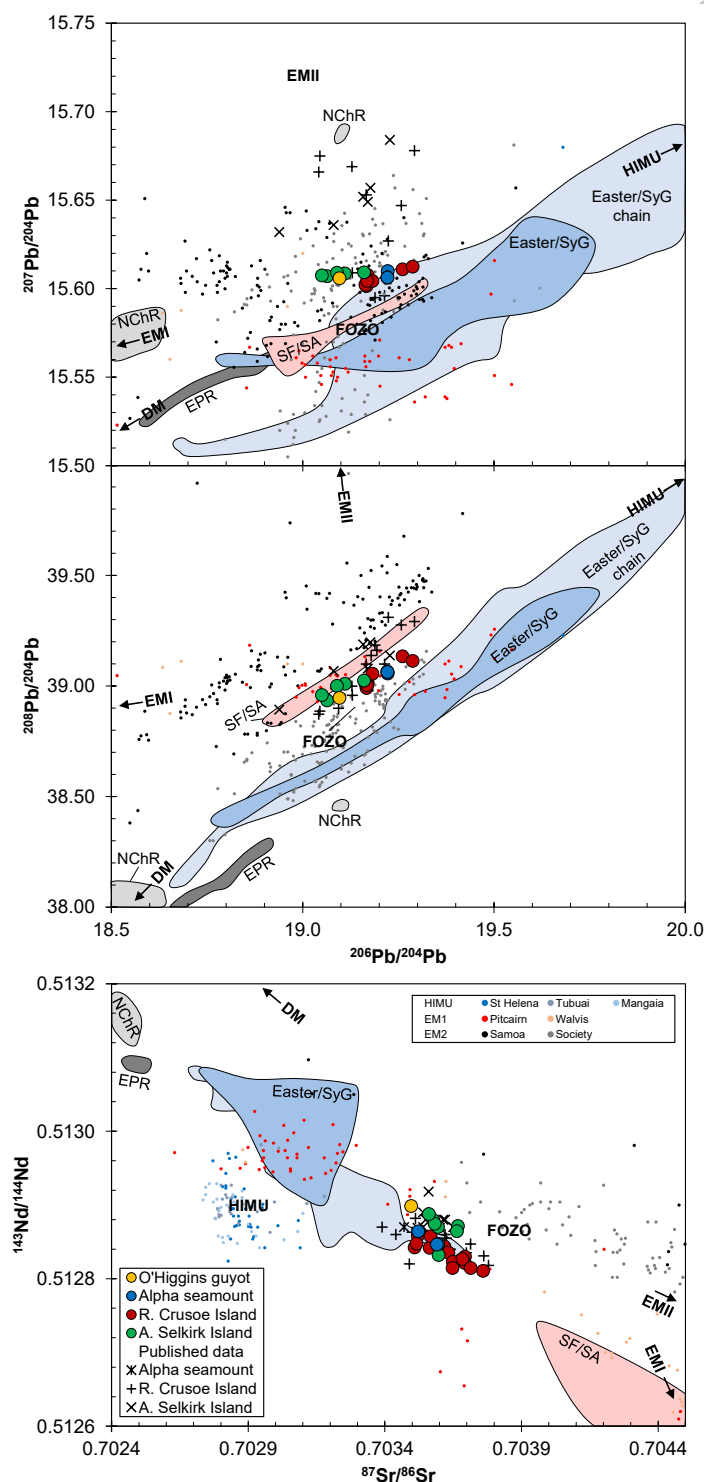 15.75
EMII
NChR
15.70
HIMU
Easter/SyG
chain
15.65
Easter/SyG
207Pb/204Pb
15.60
NChR
EMI
FOZO
SF/SA
15.55
DM
EPR
15.50
EMII
HIMU
Easter/SyG
chain
39.50
Easter/SyG
208Pb/204Pb
EMI
39.00
SF/SA
FOZO
38.50
NChR
NChR
DM
EPR
38.00
18.5 19.0 19.5 20.0
206Pb/204Pb
0.5132
NChR
DM
HIMU St Helena Tubuai Mangaia
EM1 Pitcairn Walvis
EM2 Samoa Society
EPR
Easter/SyG
0.5130
143Nd/144Nd
HIMU
FOZO
0.5128
EMII
O'Higgins guyot
Alpha seamount
R. Crusoe Island
A. Selkirk Island
Published data
Alpha seamount
R. Crusoe Island
A. Selkirk Island
SF/SA
EMI
0.5126
0.7024 0.7029 0.7034 0.7039 0.7044
87Sr/86Sr